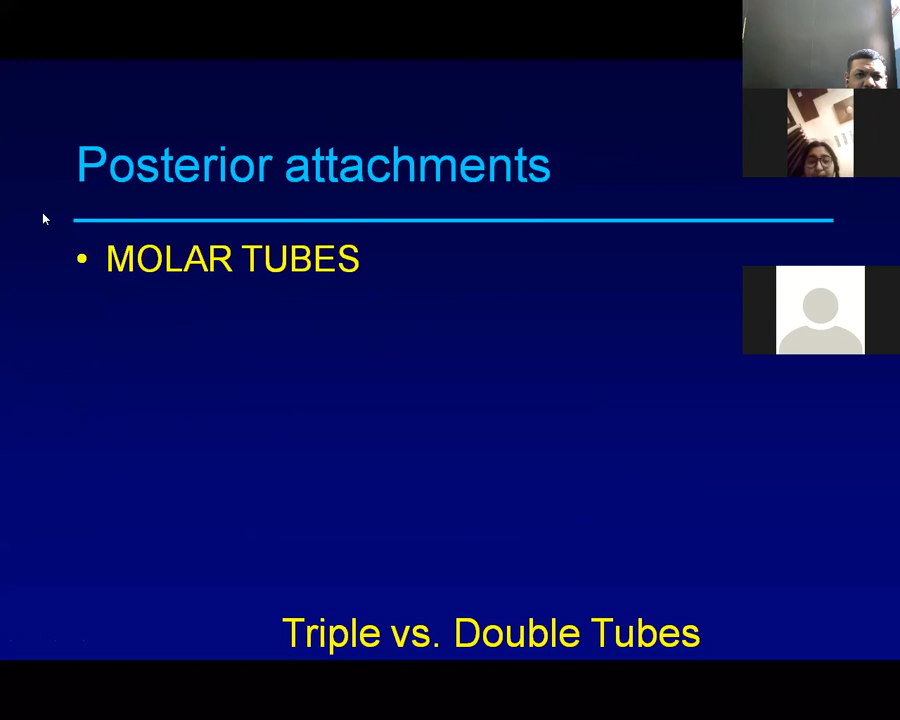 Posterior attachments
• MOLAR TUBES
Triple vs. Double Tubes